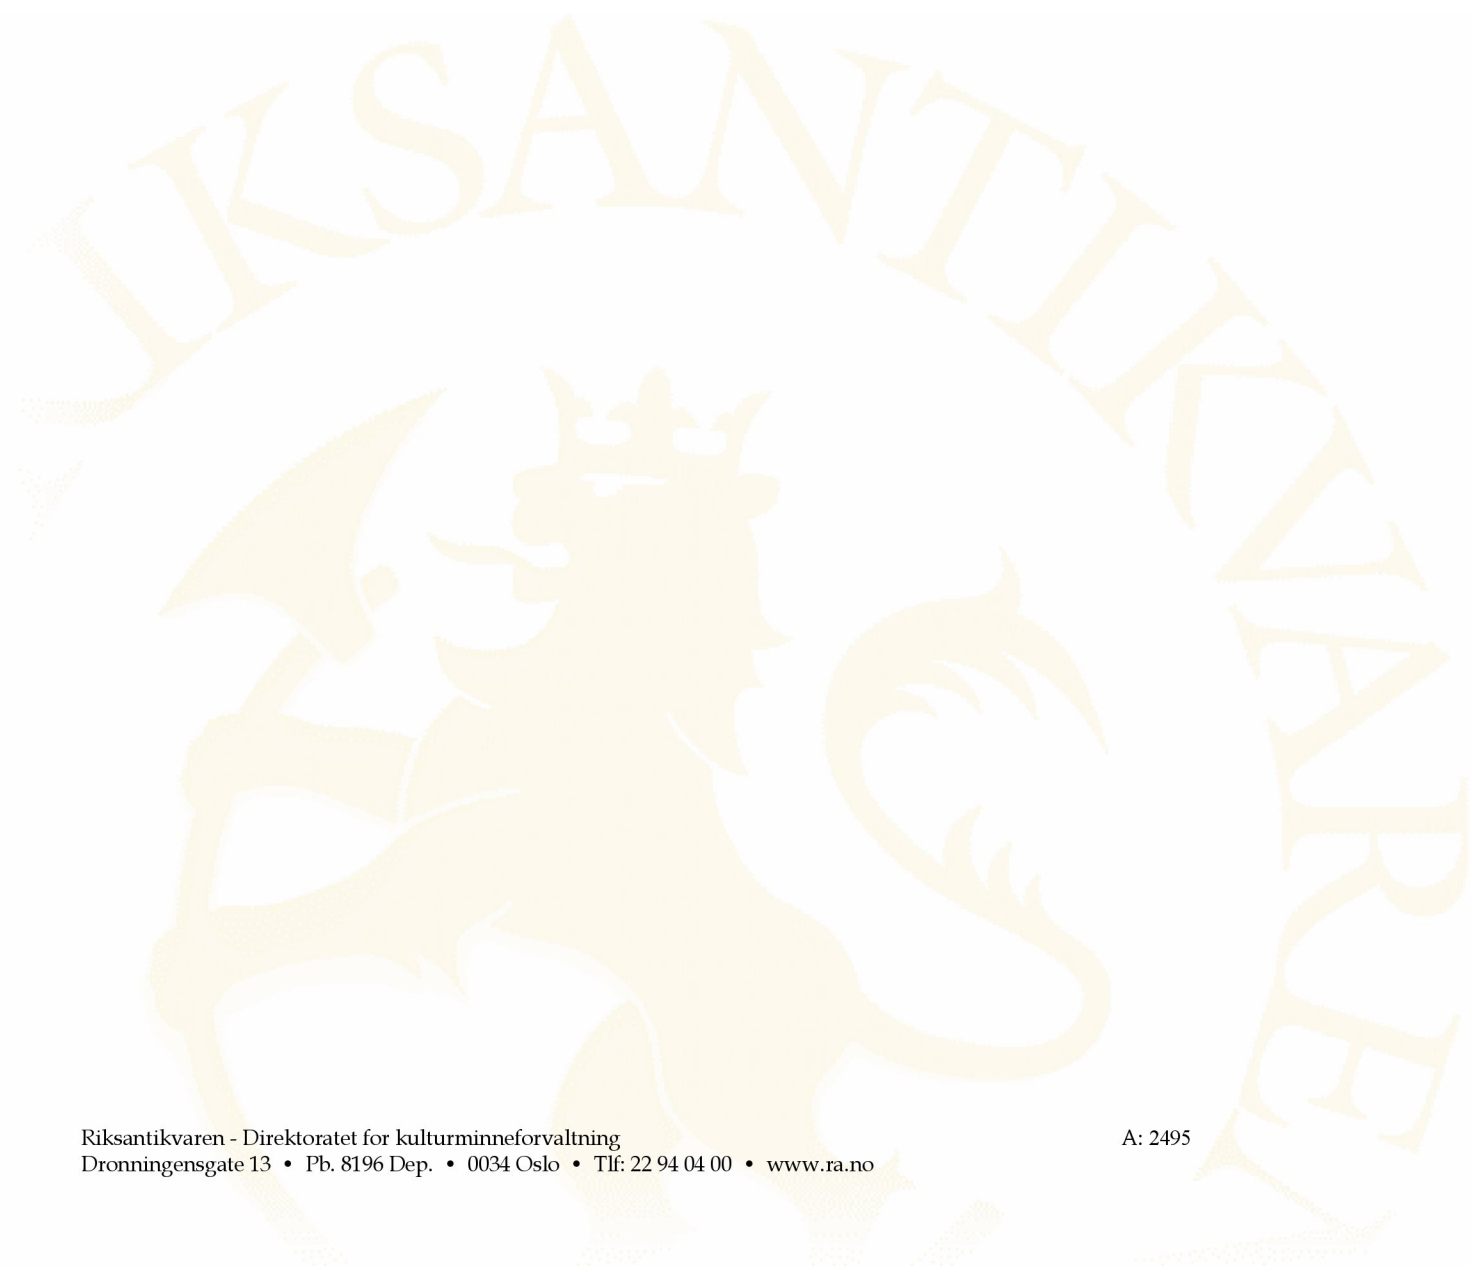 RIKSANTIKVAREN
Riksantikvaren - Direktoratet for kulturminneforvaltning
A: 2495
Dronningensgate 13 • Pb. 8196 Dep. • 0034 Oslo • Tlf: 22 94 04 00 • www.ra.no